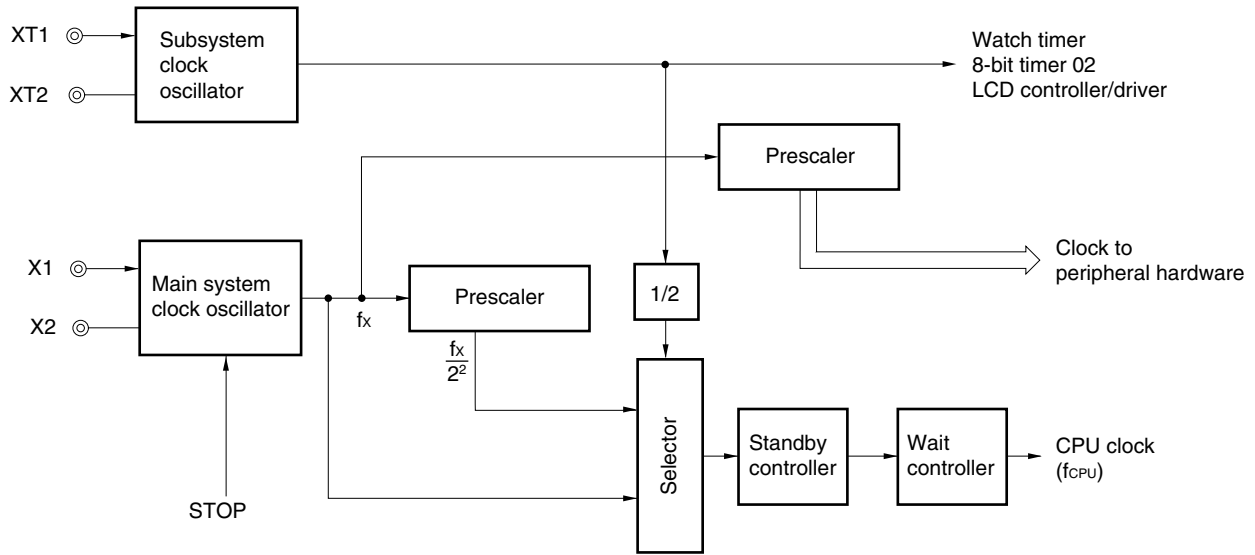 XT1
XT2
Subsystem
clock
oscillator
Watch timer
8-bit timer 02
LCD controller/driver
Prescaler
X1
X2
Main system
clock oscillator
fX
Prescaler
1/2
Clock to
peripheral hardware
fX
2²
Selector
Standby
controller
Wait
controller
CPU clock
(fCPU)
STOP